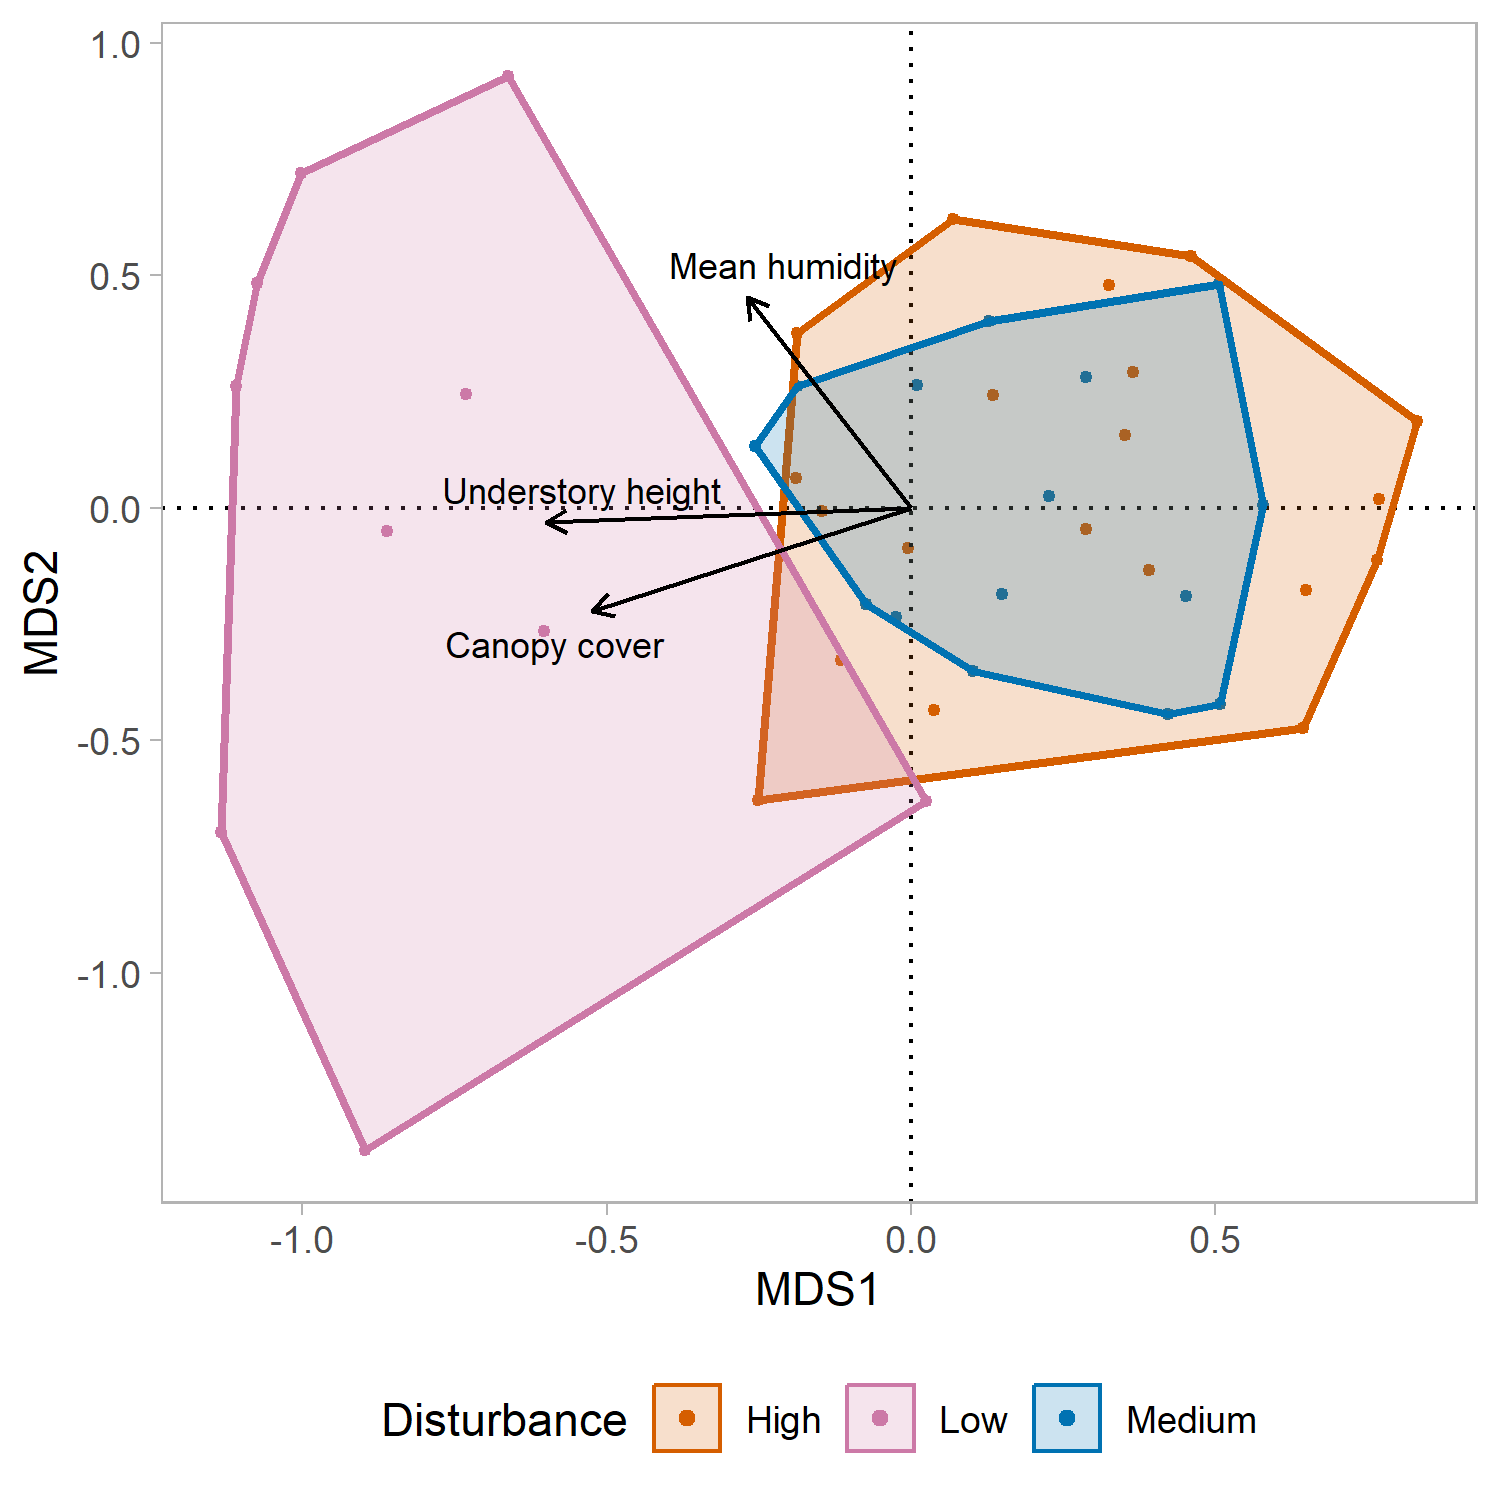 1.0
0.5
0.0
-0.5
-1.0
MDS2
Mean humidity
Understory height
Canopy cover
-1.0 -0.5 0.0 0.5
MDS1
Disturbance High Low Medium